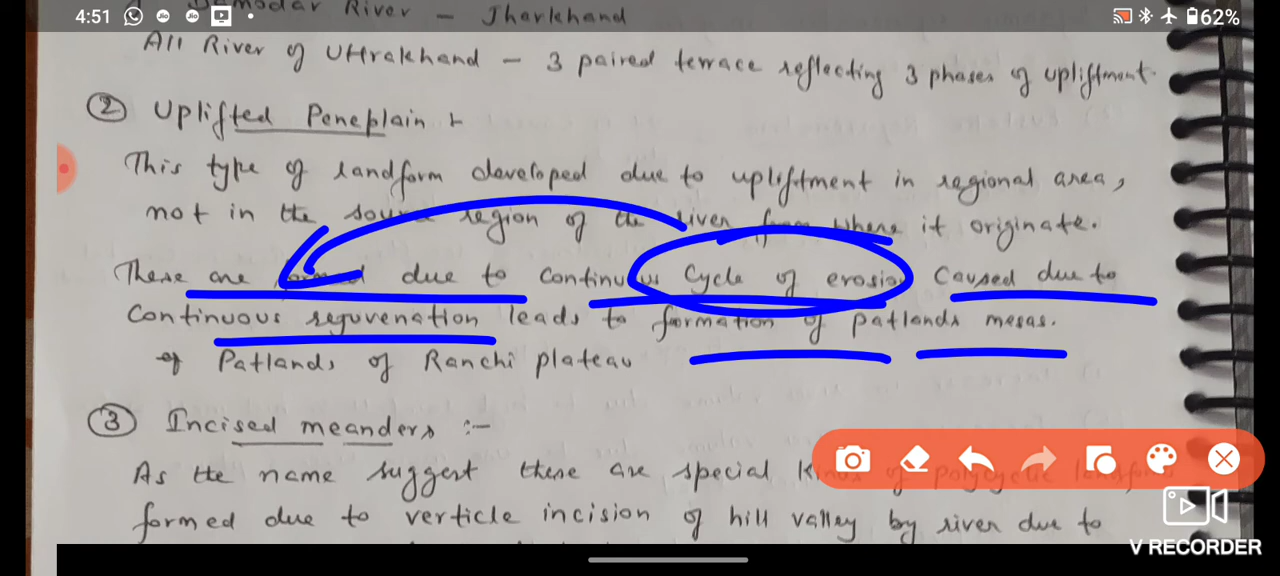 4:51
62%
Damodar River – Jharkhand
All River of Uttrakhand – 3 paired terrace reflecting 3 phases of upliftment.
② Uplifted Peneplain :-
This type of landform developed due to upliftment in regional area,
not in the source region of the river from where it originate.
These are formed due to continuous Cycle of erosion Caused due to
Continuous rejuvenation leads to formation of patlands mesas.
eg Patlands of Ranchi plateau
③ Incised meanders :-
As the name suggest these are special kinds of polycyclic
formed due to verticle incision of hill valley by river due to
V RECORDER